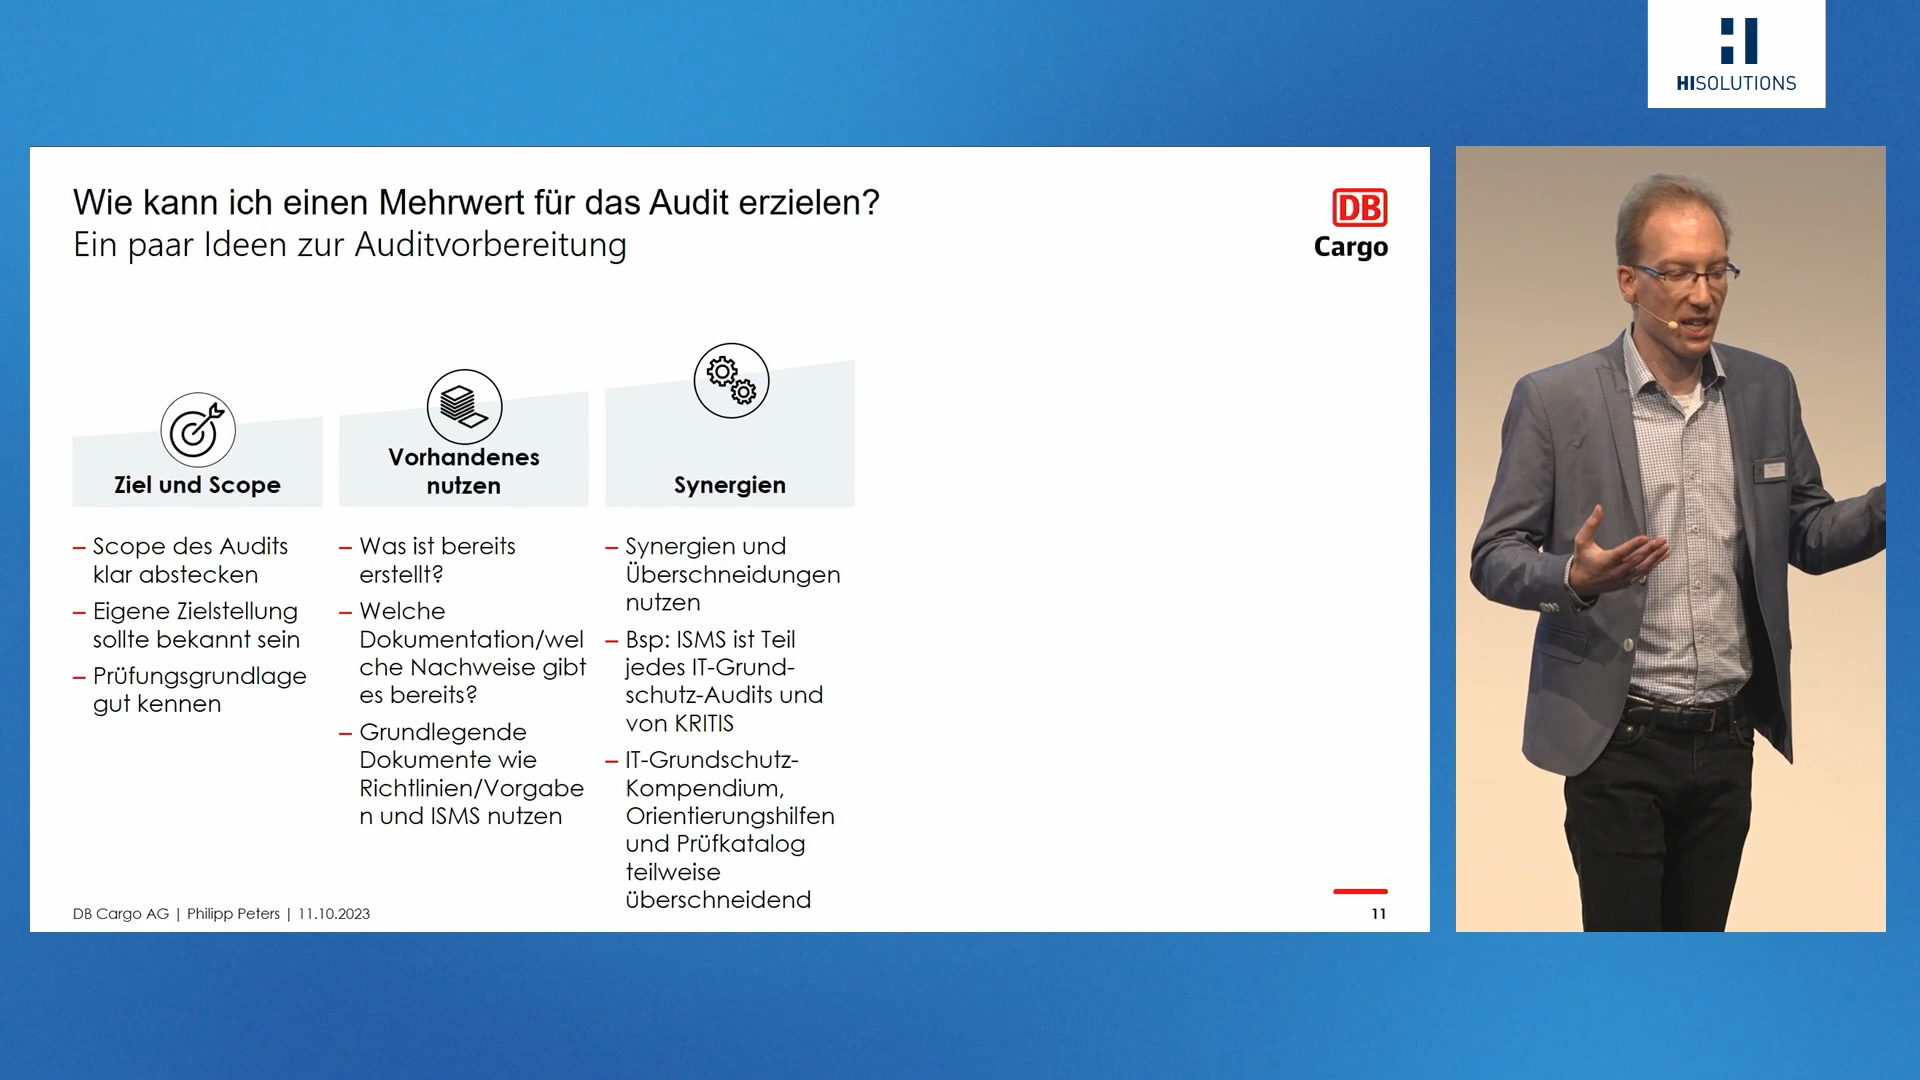 HISOLUTIONS
Wie kann ich einen Mehrwert für das Audit erzielen?
Ein paar Ideen zur Auditvorbereitung
DB
Cargo
Ziel und Scope
– Scope des Audits
klar abstecken
– Eigene Zielstellung
sollte bekannt sein
– Prüfungsgrundlage
gut kennen
Vorhandenes
nutzen
– Was ist bereits
erstellt?
– Welche
Dokumentation/wel
che Nachweise gibt
es bereits?
– Grundlegende
Dokumente wie
Richtlinien/Vorgabe
n und ISMS nutzen
Synergien
– Synergien und
Überschneidungen
nutzen
– Bsp: ISMS ist Teil
jedes IT-Grund-
schutz-Audits und
von KRITIS
– IT-Grundschutz-
Kompendium,
Orientierungshilfen
und Prüfkatalog
teilweise
überschneidend
DB Cargo AG | Philipp Peters | 11.10.2023
11